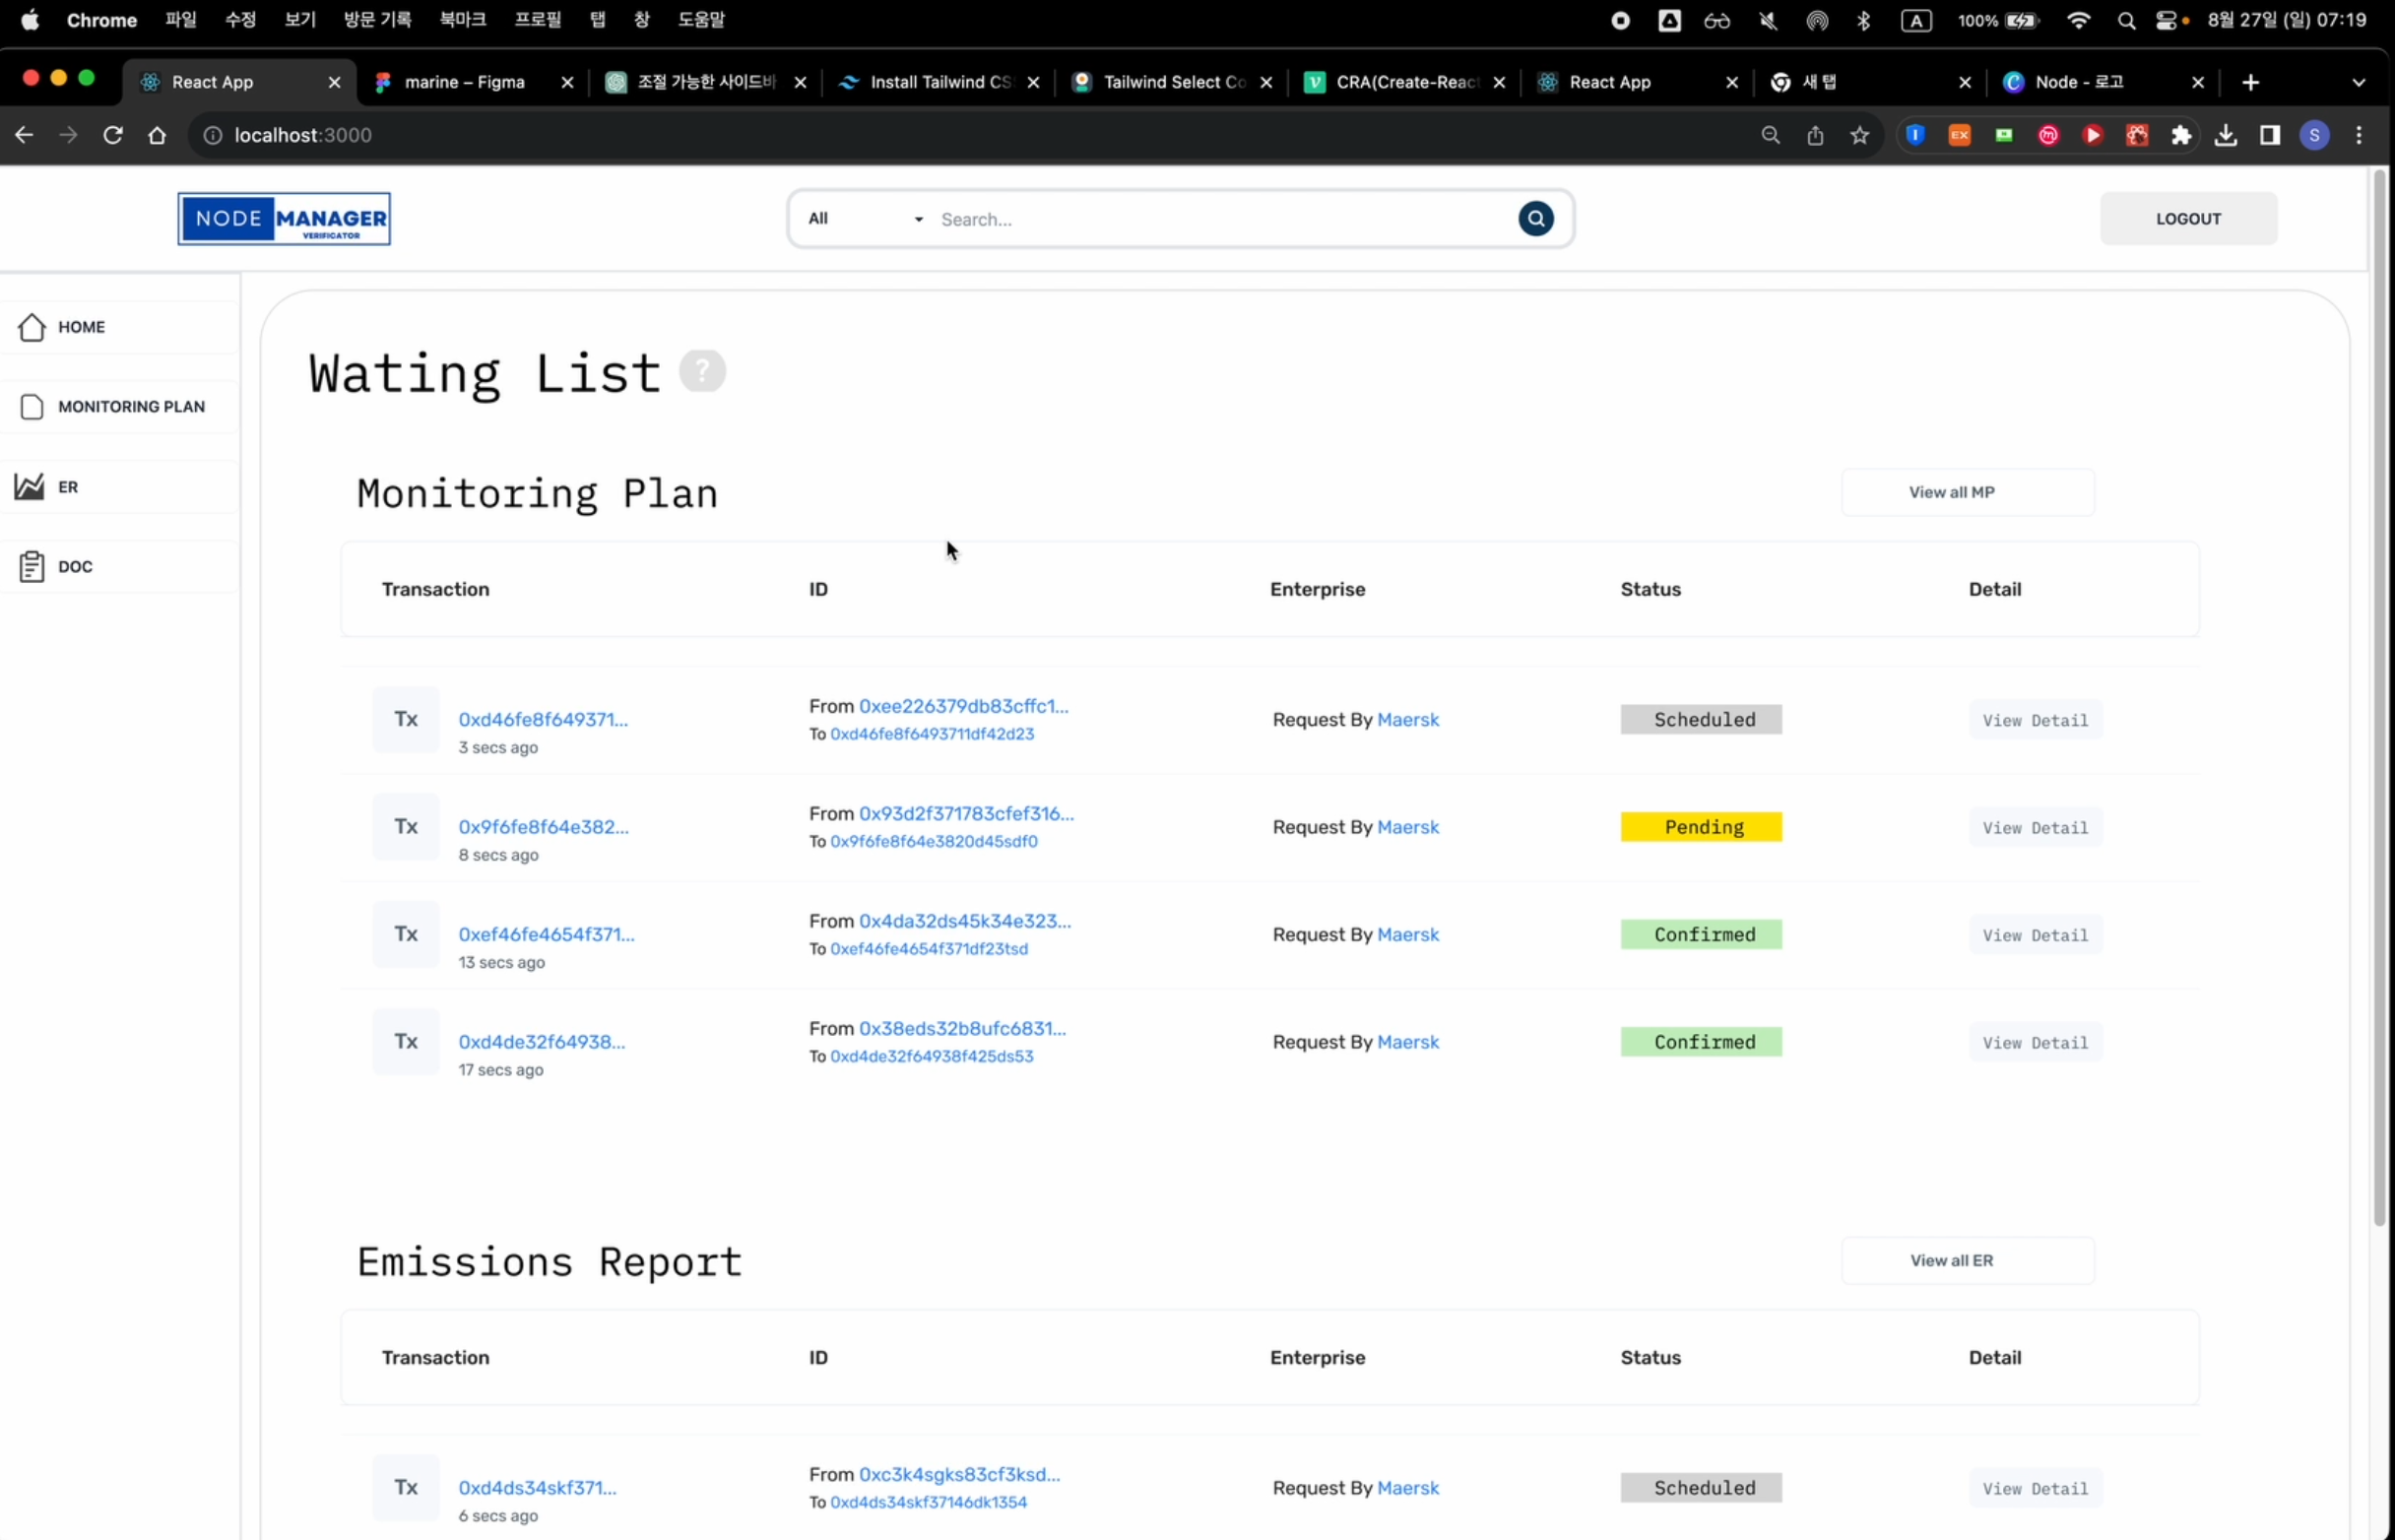 Chrome 파일 수정 보기 방문 기록 북마크 프로필 탭 창 도움말 A 100% 8월 27일 (일) 07:19
React App marine – Figma 조절 가능한 사이드바 Install Tailwind CS Tailwind Select Co CRA(Create-React React App 새 탭 Node - 로고
localhost:3000 EX S
NODE MANAGER
VERIFICATOR
All Search... LOGOUT
HOME
MONITORING PLAN
ER
DOC
Wating List ?
Monitoring Plan View all MP
Transaction ID Enterprise Status Detail
Tx 0xd46fe8f649371... From 0xee226379db83cffc1... Request By Maersk Scheduled View Detail
3 secs ago To 0xd46fe8f6493711df42d23
Tx 0x9f6fe8f64e382... From 0x93d2f371783cfef316... Request By Maersk Pending View Detail
8 secs ago To 0x9f6fe8f64e3820d45sdf0
Tx 0xef46fe4654f371... From 0x4da32ds45k34e323... Request By Maersk Confirmed View Detail
13 secs ago To 0xef46fe4654f371df23tsd
Tx 0xd4de32f64938... From 0x38eds32b8ufc6831... Request By Maersk Confirmed View Detail
17 secs ago To 0xd4de32f64938f425ds53
Emissions Report View all ER
Transaction ID Enterprise Status Detail
Tx 0xd4ds34skf371... From 0xc3k4sgks83cf3ksd... Request By Maersk Scheduled View Detail
6 secs ago To 0xd4ds34skf37146dk1354